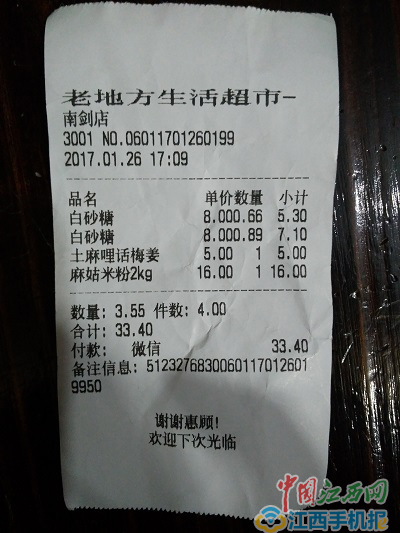 老地方生活超市-
南剑店
3001 NO.06011701260199
2017.01.26 17:09
品名 单价数量 小计
白砂糖 8.000.66 5.30
白砂糖 8.000.89 7.10
土麻哩话梅姜 5.00 1 5.00
麻姑米粉2kg 16.00 1 16.00
数量: 3.55 件数: 4.00
合计: 33.40
付款: 微信 33.40
备注信息: 5123276830060117012601
9950
谢谢惠顾!
欢迎下次光临
中国江西网
江西手机报